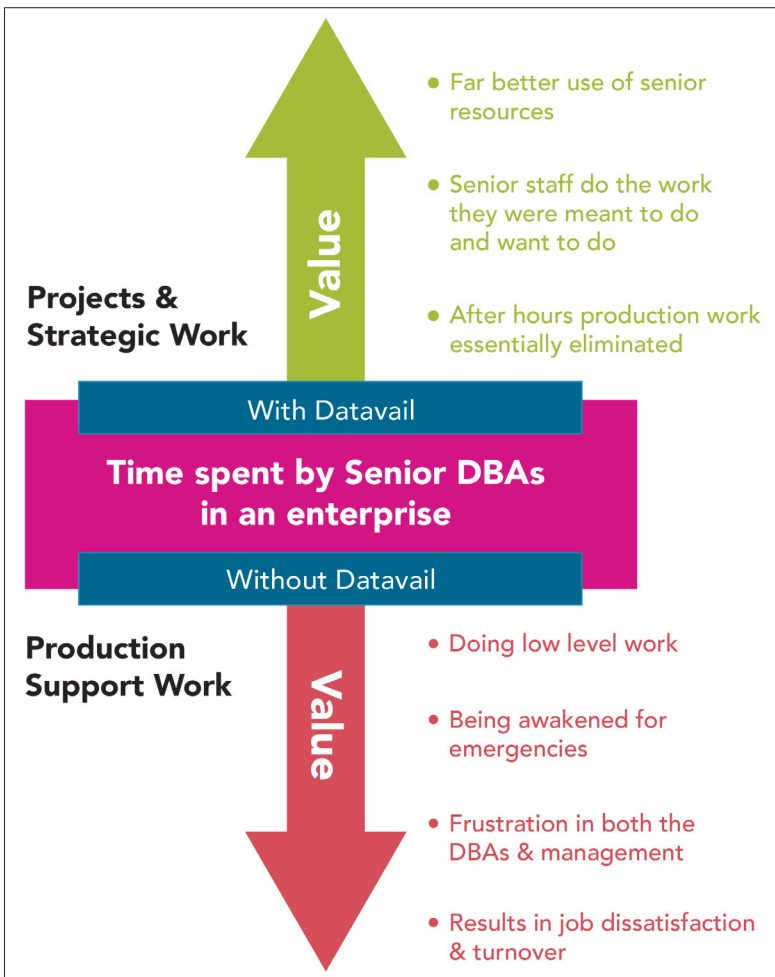 • Far better use of senior
resources
• Senior staff do the work
they were meant to do
and want to do
• After hours production work
essentially eliminated
Value
Projects &
Strategic Work
With Datavail
Time spent by Senior DBAs
in an enterprise
Without Datavail
Production
Support Work
Value
• Doing low level work
• Being awakened for
emergencies
• Frustration in both the
DBAs & management
• Results in job dissatisfaction
& turnover